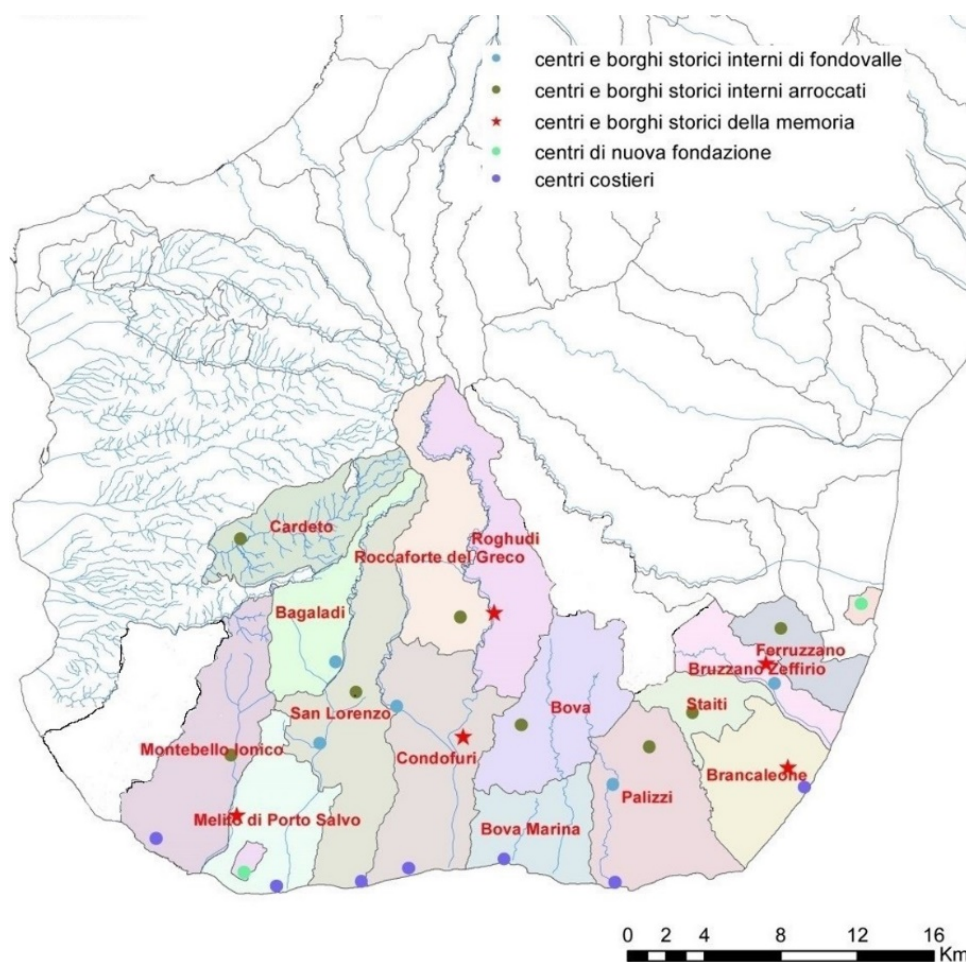 centri e borghi storici interni di fondovalle
centri e borghi storici interni arroccati
centri e borghi storici della memoria
centri di nuova fondazione
centri costieri
Cardeto
Roghudi
Roccaforte del Greco
Bagaladi
Ferruzzano
Bruzzano Zeffirio
Staiti
Bova
San Lorenzo
Montebello Jonico
Condofuri
Brancaleone
Palizzi
Melito di Porto Salvo
Bova Marina
0 2 4 8 12 16
Km